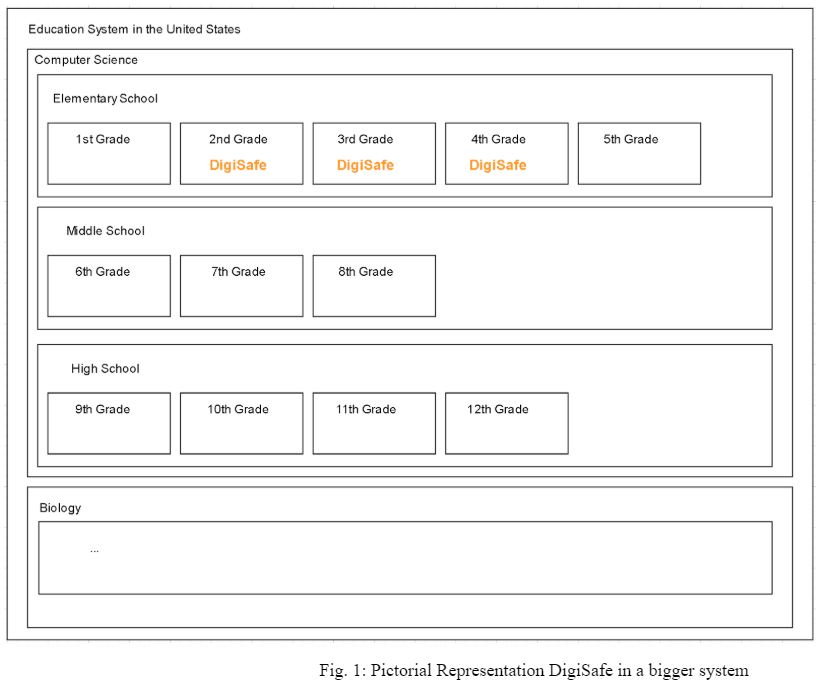 Education System in the United States
Computer Science
Elementary School
1st Grade 2nd Grade 3rd Grade 4th Grade 5th Grade
DigiSafe DigiSafe DigiSafe
Middle School
6th Grade 7th Grade 8th Grade
High School
9th Grade 10th Grade 11th Grade 12th Grade
Biology
...
Fig. 1: Pictorial Representation DigiSafe in a bigger system